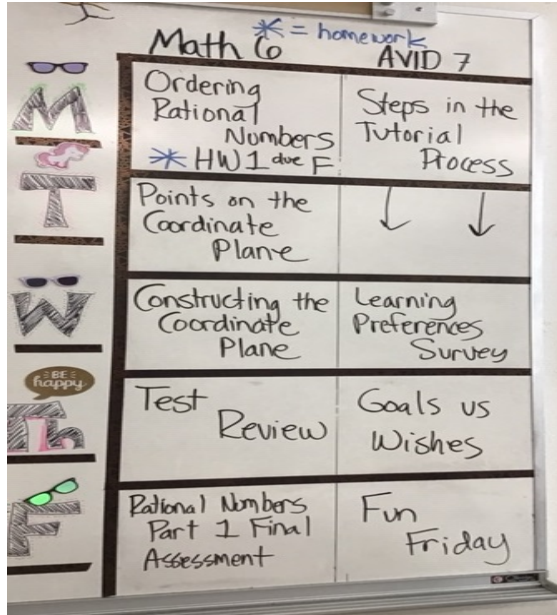 * = homework
Math 6
AVID 7
M
Ordering
Rational
Numbers
* HW1 due F
Steps in the
Tutorial
Process
T
Points on the
Coordinate
Plane
↓ ↓
W
Constructing the
Coordinate
Plane
Learning
Preferences
Survey
BE
happy
Th
Test
Review
Goals vs
Wishes
F
Rational Numbers
Part 1 Final
Assessment
Fun
Friday